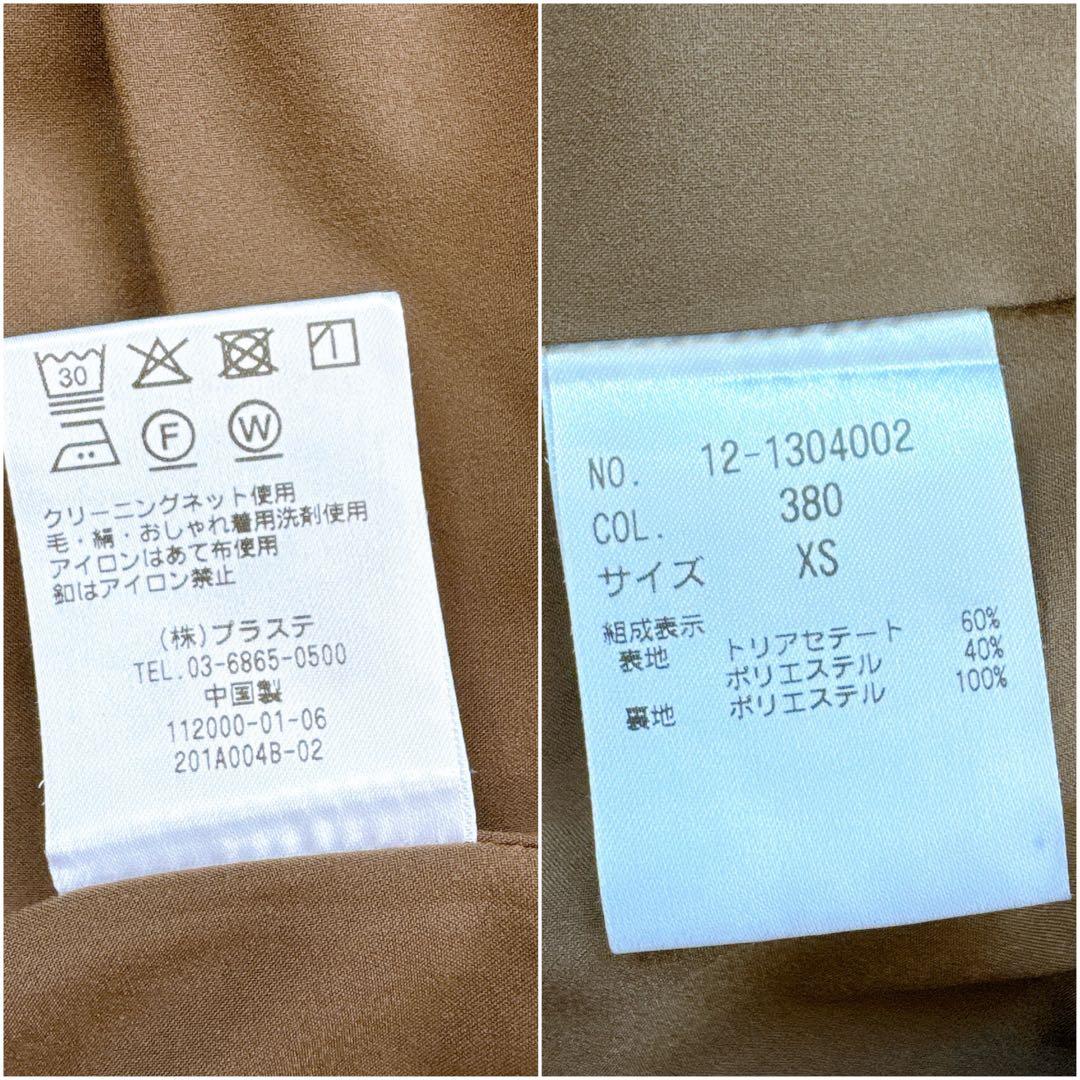 30
F W
クリーニングネット使用
毛・絹・おしゃれ着用洗剤使用
アイロンはあて布使用
釦はアイロン禁止
(株)プラステ
TEL.03-6865-0500
中国製
112000-01-06
201A004B-02
NO. 12-1304002
COL. 380
サイズ XS
組成表示
表地 トリアセテート 60%
ポリエステル 40%
裏地 ポリエステル 100%